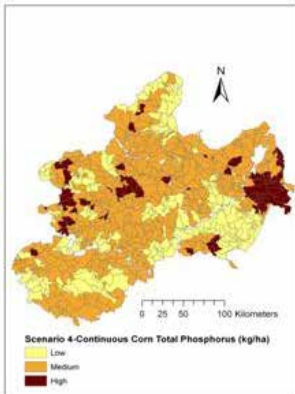 N
0 25 50 100 Kilometers
Scenario 4-Continuous Corn Total Phosphorus (kg/ha)
Low
Medium
High